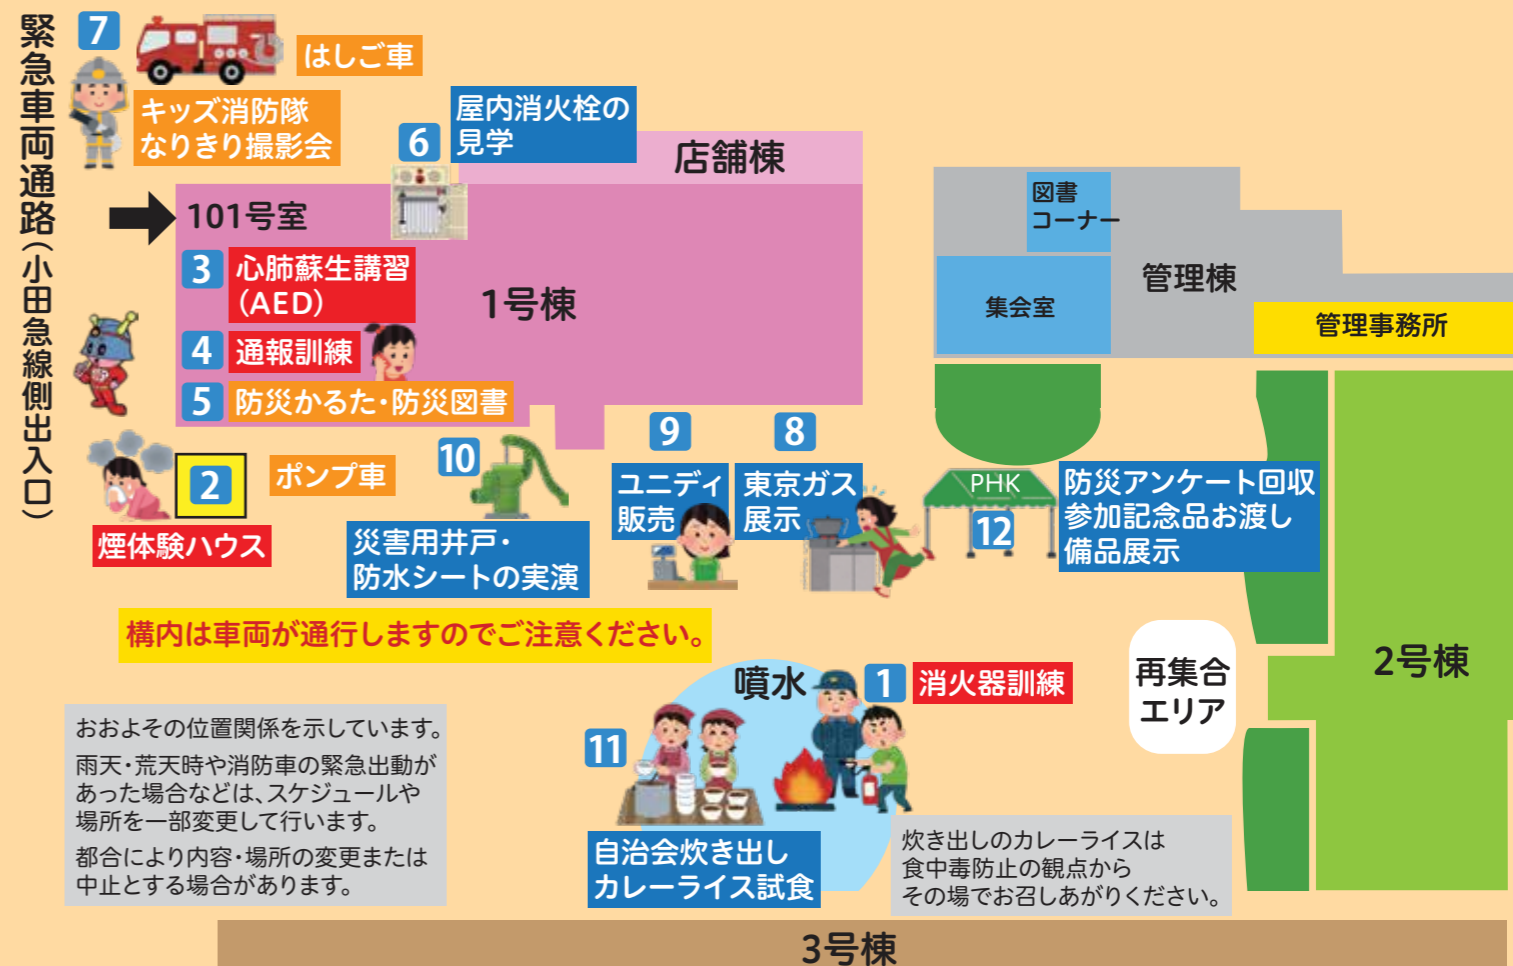 緊急車両通路(小田急線側出入口)
7
はしご車
キッズ消防隊
なりきり撮影会
6
屋内消火栓の
見学
店舗棟
101号室
3
心肺蘇生講習
(AED)
4
通報訓練
5
防災かるた・防災図書
1号棟
図書
コーナー
集会室
管理棟
管理事務所
2
煙体験ハウス
ポンプ車
10
災害用井戸・
防水シートの実演
9
ユニディ
販売
8
東京ガス
展示
PHK
12
防災アンケート回収
参加記念品お渡し
備品展示
構内は車両が通行しますのでご注意ください。
噴水
1
消火器訓練
再集合
エリア
2号棟
11
自治会炊き出し
カレーライス試食
おおよその位置関係を示しています。
雨天・荒天時や消防車の緊急出動が
あった場合などは、スケジュールや
場所を一部変更して行います。
都合により内容・場所の変更または
中止とする場合があります。
炊き出しのカレーライスは
食中毒防止の観点から
その場でお召しあがりください。
3号棟